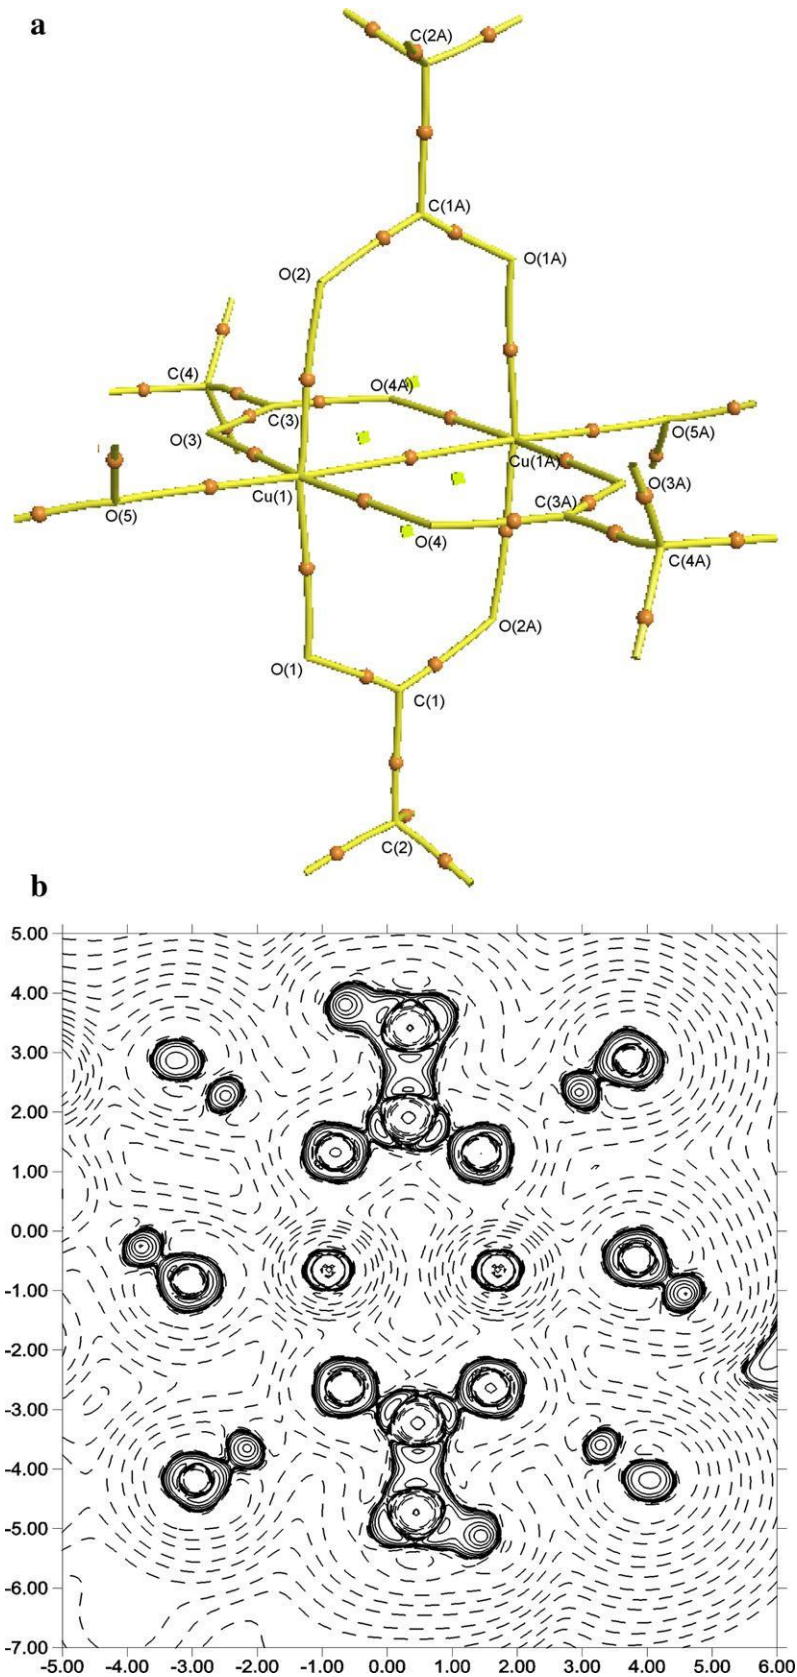 a
C(2A)
C(1A)
O(2)
O(1A)
C(4)
O(4A)
C(3)
O(3)
O(5A)
Cu(1A)
O(3A)
Cu(1)
C(3A)
O(5)
O(4)
C(4A)
O(2A)
O(1)
C(1)
C(2)
b
5.00
4.00
3.00
2.00
1.00
0.00
-1.00
-2.00
-3.00
-4.00
-5.00
-6.00
-7.00
-5.00 -4.00 -3.00 -2.00 -1.00 0.00 1.00 2.00 3.00 4.00 5.00 6.00